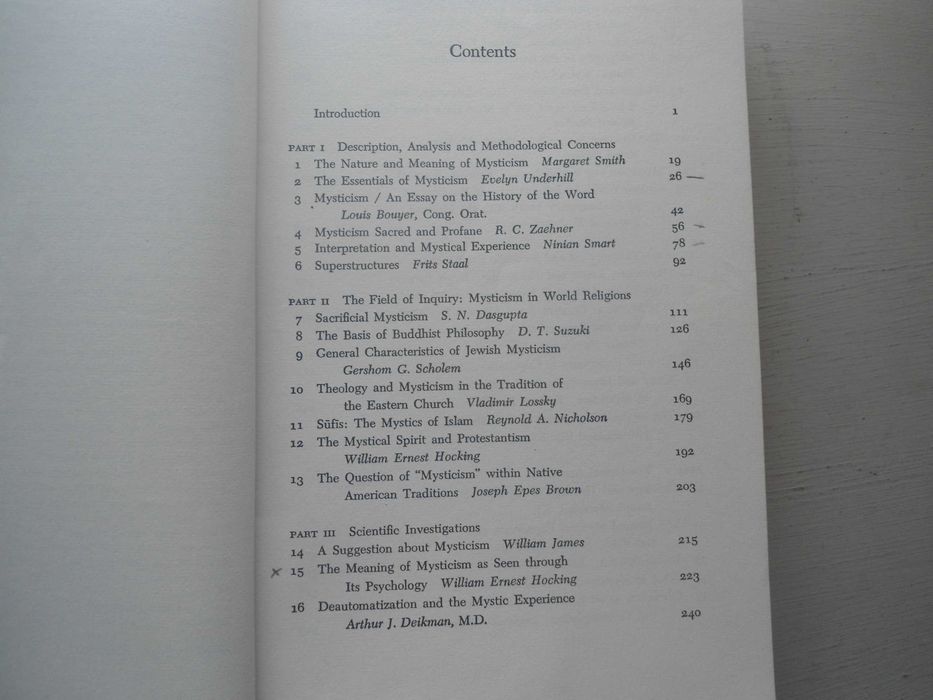 Contents
Introduction 1
PART I Description, Analysis and Methodological Concerns
1 The Nature and Meaning of Mysticism Margaret Smith 19
2 The Essentials of Mysticism Evelyn Underhill 26
3 Mysticism / An Essay on the History of the Word
Louis Bouyer, Cong. Orat. 42
4 Mysticism Sacred and Profane R. C. Zaehner 56
5 Interpretation and Mystical Experience Ninian Smart 78
6 Superstructures Frits Staal 92
PART II The Field of Inquiry: Mysticism in World Religions
7 Sacrificial Mysticism S. N. Dasgupta 111
8 The Basis of Buddhist Philosophy D. T. Suzuki 126
9 General Characteristics of Jewish Mysticism
Gershom G. Scholem 146
10 Theology and Mysticism in the Tradition of
the Eastern Church Vladimir Lossky 169
11 Sūfis: The Mystics of Islam Reynold A. Nicholson 179
12 The Mystical Spirit and Protestantism
William Ernest Hocking 192
13 The Question of "Mysticism" within Native
American Traditions Joseph Epes Brown 203
PART III Scientific Investigations
14 A Suggestion about Mysticism William James 215
15 The Meaning of Mysticism as Seen through
Its Psychology William Ernest Hocking 223
16 Deautomatization and the Mystic Experience
Arthur J. Deikman, M.D. 240